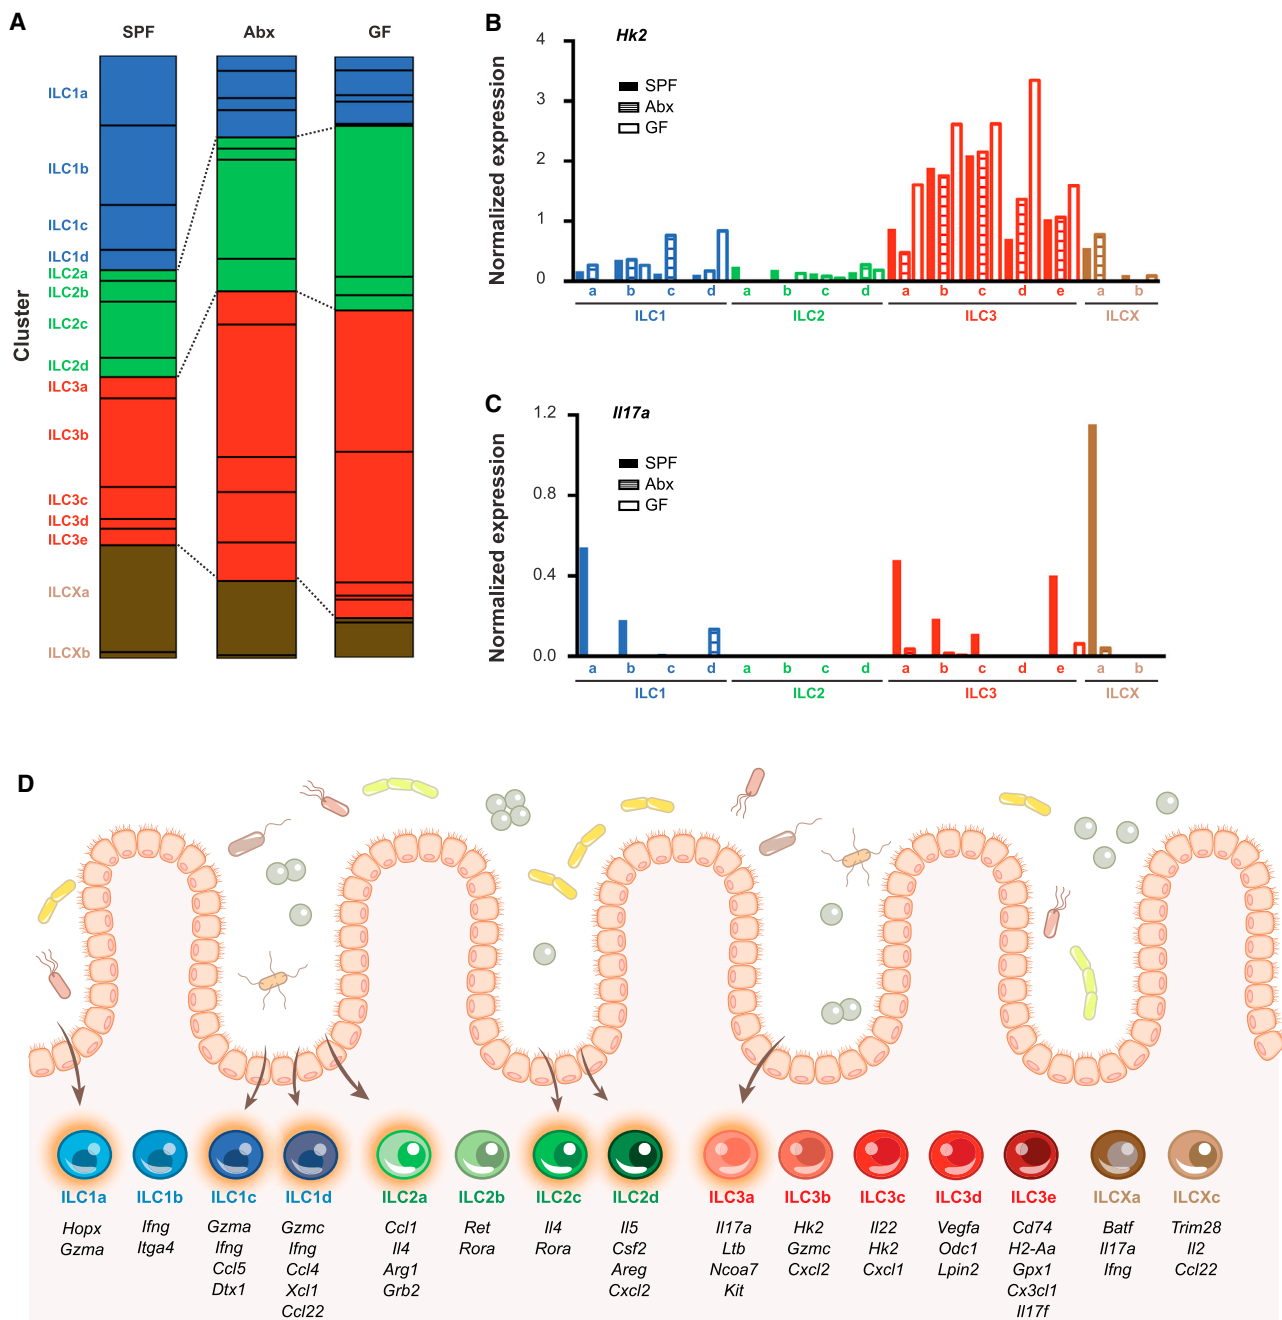 A
SPF
Abx
GF
Cluster
ILC1a
ILC1b
ILC1c
ILC1d
ILC2a
ILC2b
ILC2c
ILC2d
ILC3a
ILC3b
ILC3c
ILC3d
ILC3e
ILCXa
ILCXb
B
Hk2
Normalized expression
4
3
2
1
0
SPF
Abx
GF
a b c d a b c d a b c d e a b
ILC1 ILC2 ILC3 ILCX
C
Il17a
Normalized expression
1.2
0.8
0.4
0.0
SPF
Abx
GF
a b c d a b c d a b c d e a b
ILC1 ILC2 ILC3 ILCX
D
ILC1a ILC1b ILC1c ILC1d ILC2a ILC2b ILC2c ILC2d ILC3a ILC3b ILC3c ILC3d ILC3e ILCXa ILCXc
Hopx Ifng Gzma Gzmc Ccl1 Ret Il4 Il5 Il17a Hk2 Il22 Vegfa Cd74 Batf Trim28
Gzma Itga4 Ifng Ifng Il4 Rora Rora Csf2 Ltb Gzmc Hk2 Odc1 H2-Aa Il17a Il2
Ccl5 Ccl4 Arg1 Areg Ncoa7 Cxcl2 Cxcl1 Lpin2 Gpx1 Ifng Ccl22
Dtx1 Xcl1 Grb2 Cxcl2 Kit Cx3cl1
Ccl22 Il17f